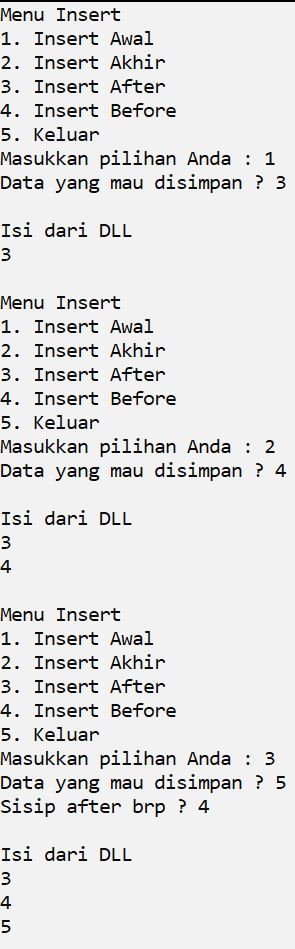 Menu Insert
1. Insert Awal
2. Insert Akhir
3. Insert After
4. Insert Before
5. Keluar
Masukkan pilihan Anda : 1
Data yang mau disimpan ? 3
Isi dari DLL
3
Menu Insert
1. Insert Awal
2. Insert Akhir
3. Insert After
4. Insert Before
5. Keluar
Masukkan pilihan Anda : 2
Data yang mau disimpan ? 4
Isi dari DLL
3
4
Menu Insert
1. Insert Awal
2. Insert Akhir
3. Insert After
4. Insert Before
5. Keluar
Masukkan pilihan Anda : 3
Data yang mau disimpan ? 5
Sisip after brp ? 4
Isi dari DLL
3
4
5